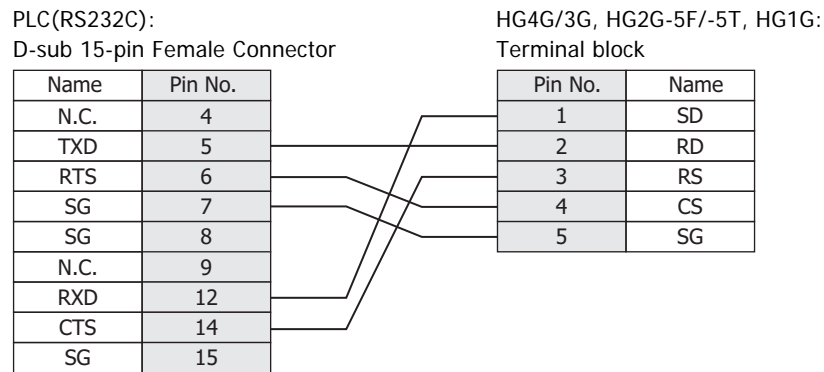 PLC(RS232C): HG4G/3G, HG2G-5F/-5T, HG1G:
D-sub 15-pin Female Connector Terminal block
Name Pin No. Pin No. Name
N.C. 4 1 SD
TXD 5 2 RD
RTS 6 3 RS
SG 7 4 CS
SG 8 5 SG
N.C. 9
RXD 12
CTS 14
SG 15